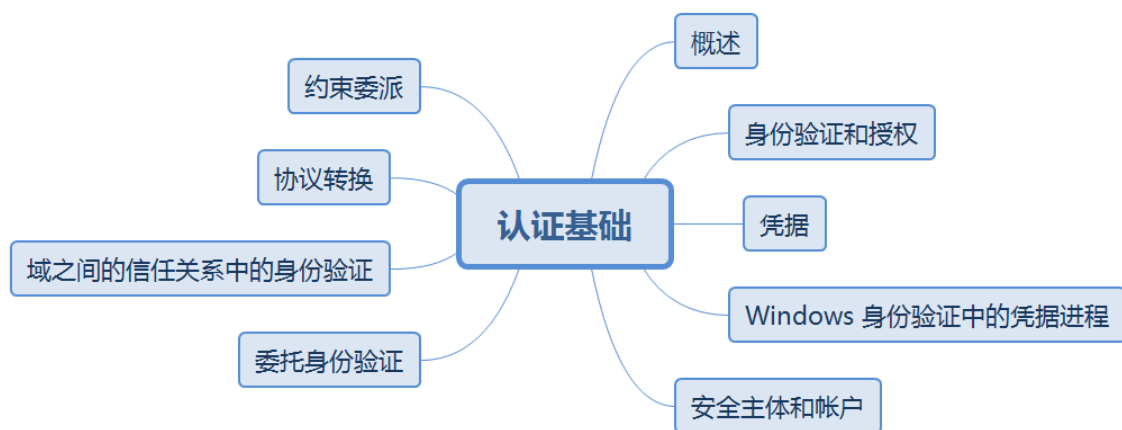 概述
约束委派
身份验证和授权
协议转换
认证基础
凭据
域之间的信任关系中的身份验证
Windows 身份验证中的凭据进程
委托身份验证
安全主体和帐户